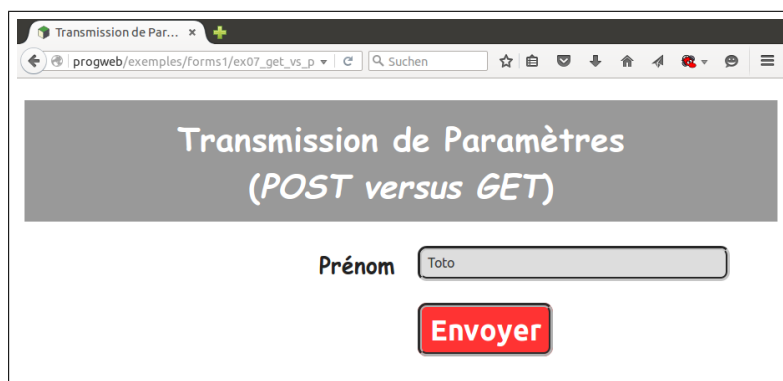 Transmission de Par...
progweb/exemples/forms1/ex07_get_vs_p
Suchen
Transmission de Paramètres
(POST versus GET)
Prénom
Toto
Envoyer